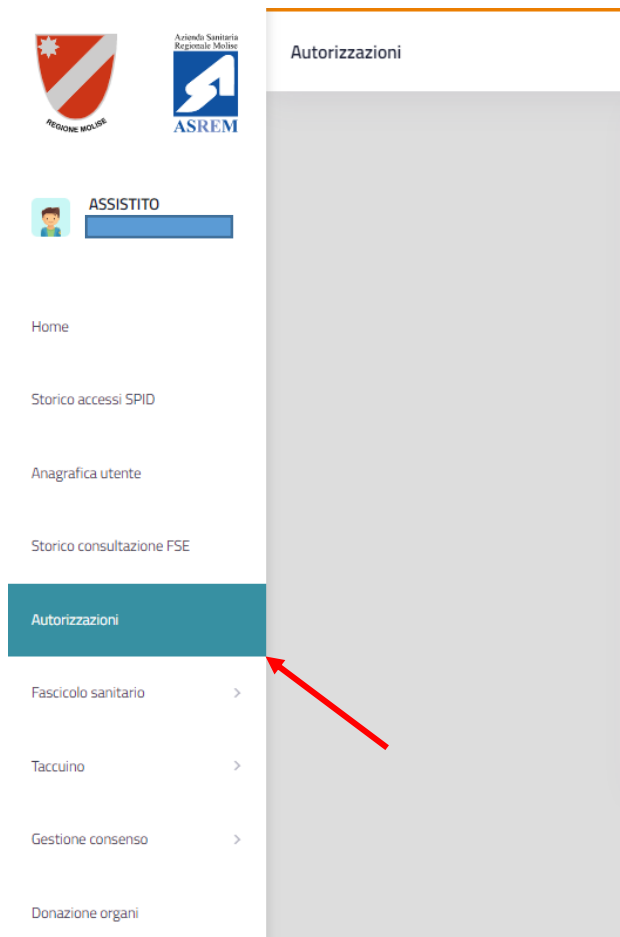 Azienda Sanitaria
Regionale Molise
REGIONE MOLISE
ASREM
Autorizzazioni
ASSISTITO
Home
Storico accessi SPID
Anagrafica utente
Storico consultazione FSE
Autorizzazioni
Fascicolo sanitario
Taccuino
Gestione consenso
Donazione organi